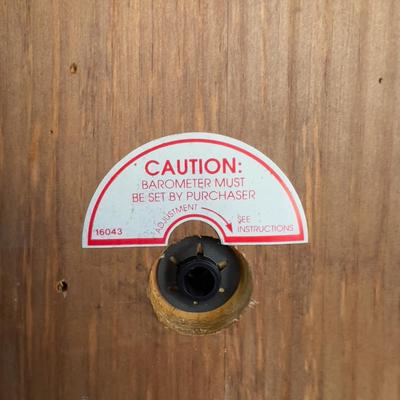 CAUTION:
BAROMETER MUST
BE SET BY PURCHASER
ADJUSTMENT
SEE
INSTRUCTIONS
16043